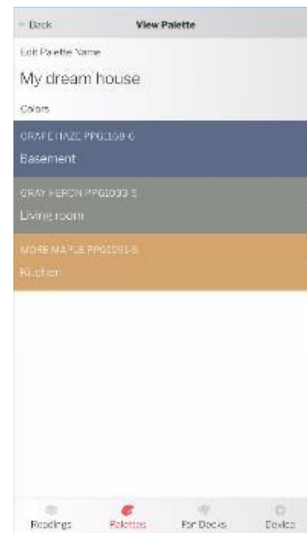 Back View Palette
Edit Palette Name
My dream house
Colors
GRAPE HAZE PPG1168-6
Basement
GRAY HERON PPG1033-5
Living room
MORE MAPLE PPG1091-5
Kitchen
Readings Palettes Fan Decks Device